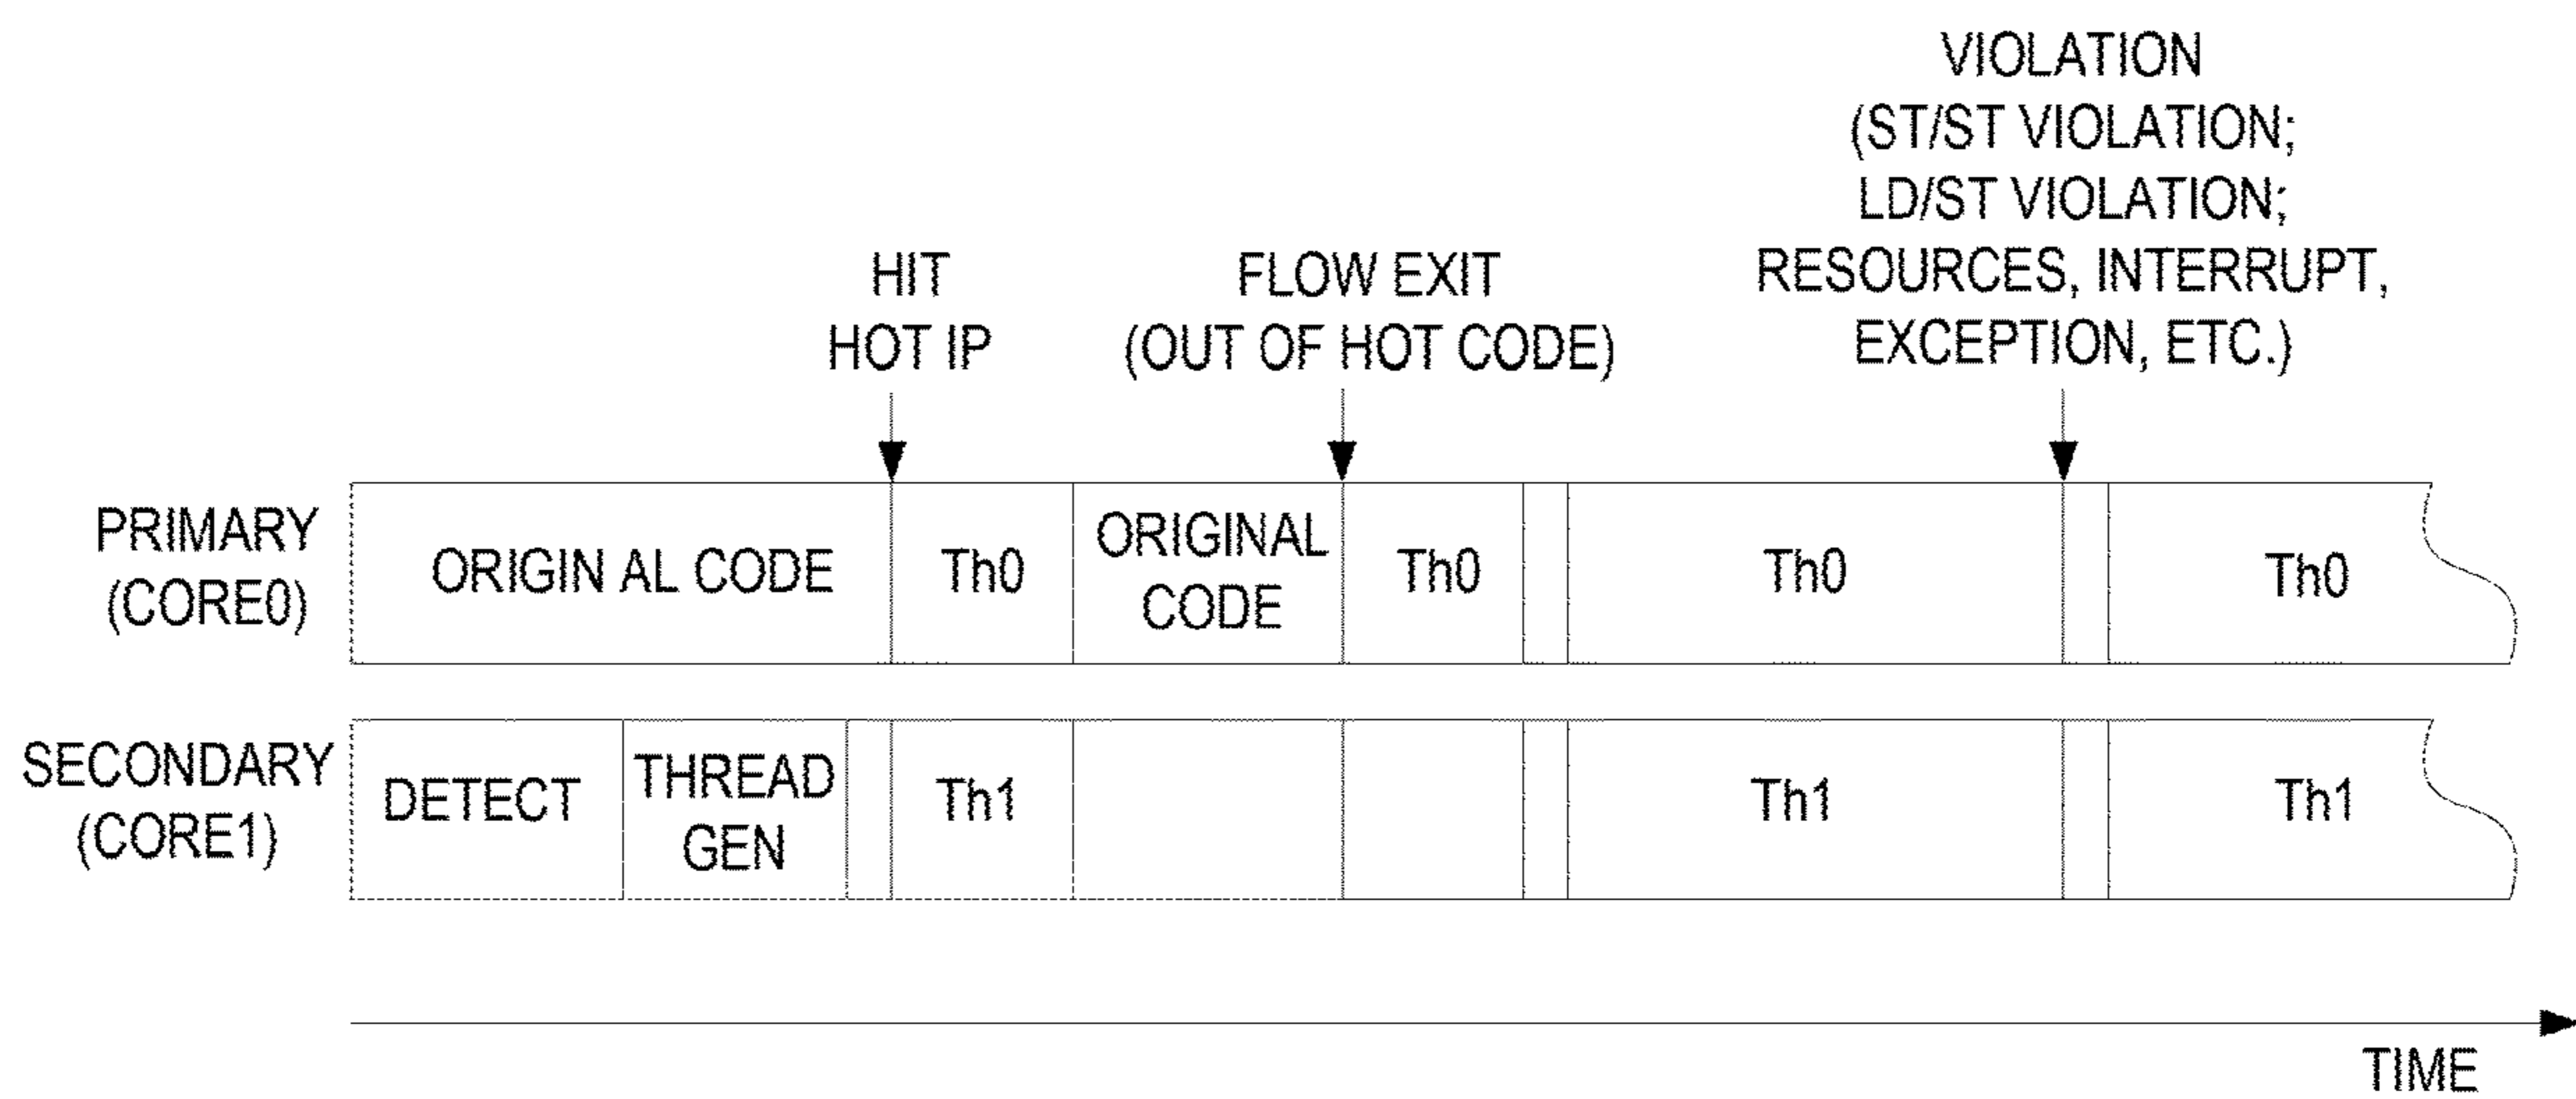 VIOLATION
(ST/ST VIOLATION;
LD/ST VIOLATION;
RESOURCES, INTERRUPT,
EXCEPTION, ETC.)
HIT
HOT IP
FLOW EXIT
(OUT OF HOT CODE)
PRIMARY
(CORE0)
ORIGIN AL CODE
Th0
ORIGINAL
CODE
Th0
Th0
Th0
SECONDARY
(CORE1)
DETECT
THREAD
GEN
Th1
Th1
Th1
TIME